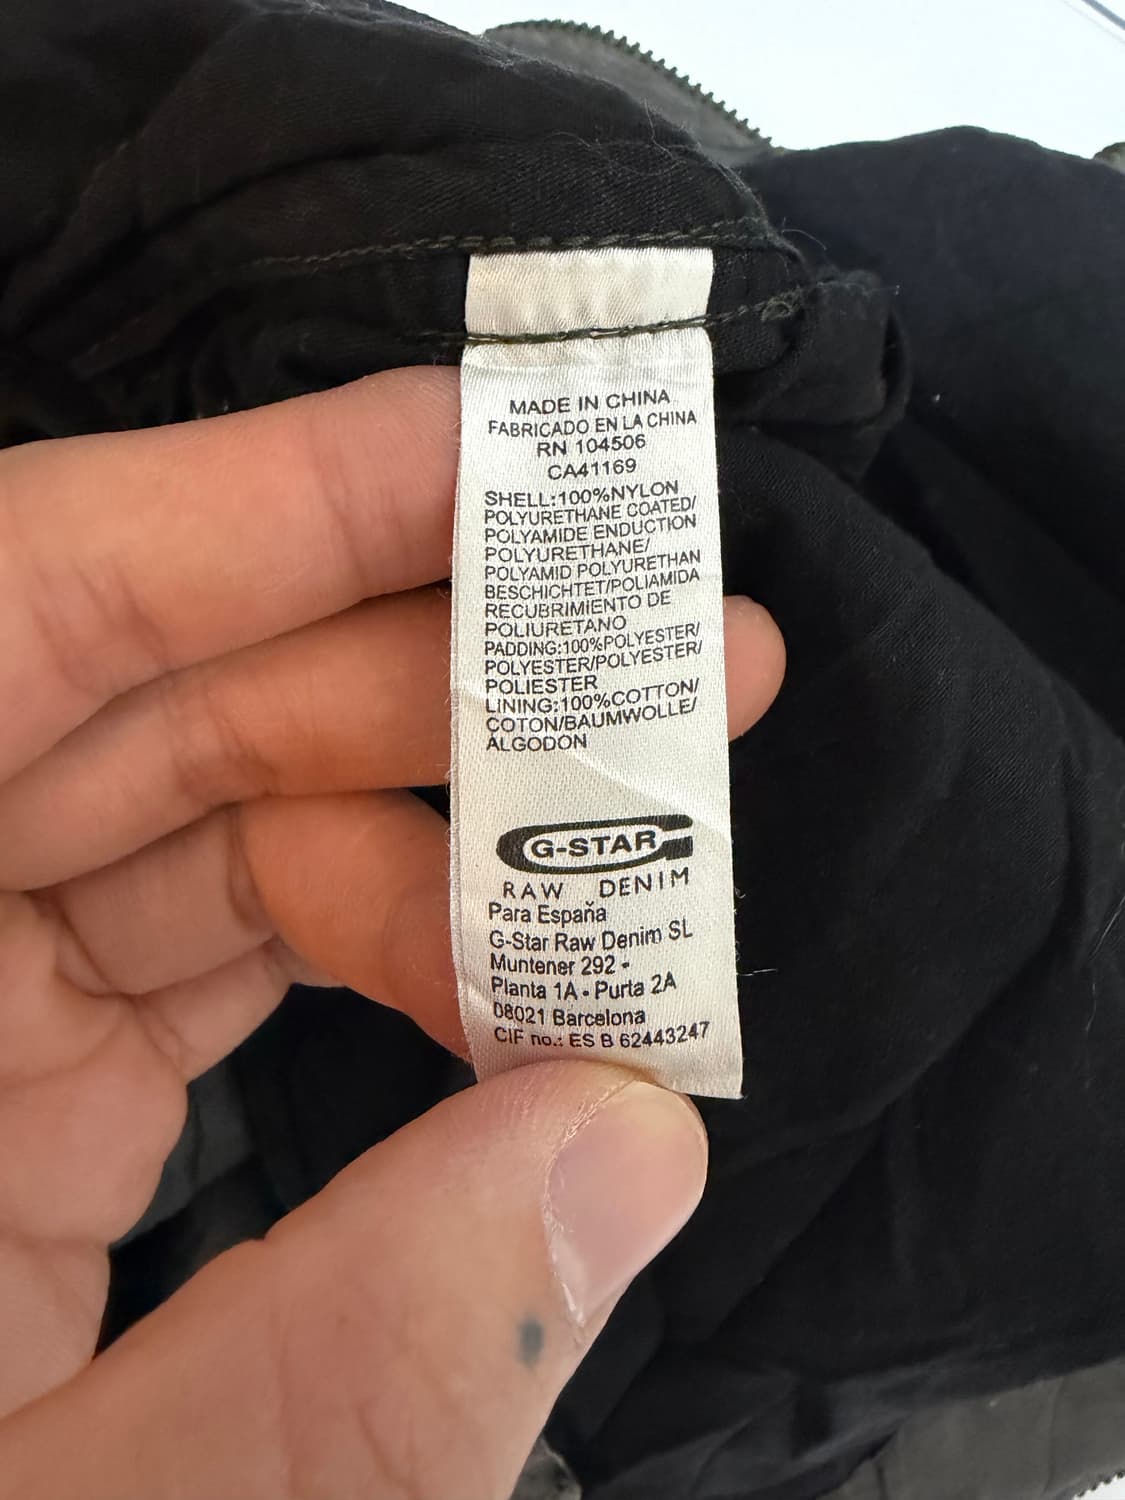 MADE IN CHINA
FABRICADO EN LA CHINA
RN 104506
CA41169
SHELL:100%NYLON
POLYURETHANE COATED/
POLYAMIDE ENDUCTION
POLYURETHANE/
POLYAMID POLYURETHAN
BESCHICHTET/POLIAMIDA
RECUBRIMIENTO DE
POLIURETANO
PADDING:100%POLYESTER/
POLYESTER/POLYESTER/
POLIESTER
LINING:100%COTTON/
COTON/BAUMWOLLE/
ALGODON
G-STAR
RAW DENIM
Para España
G-Star Raw Denim SL
Muntener 292 -
Planta 1A - Purta 2A
08021 Barcelona
CIF no.: ES B 62443247